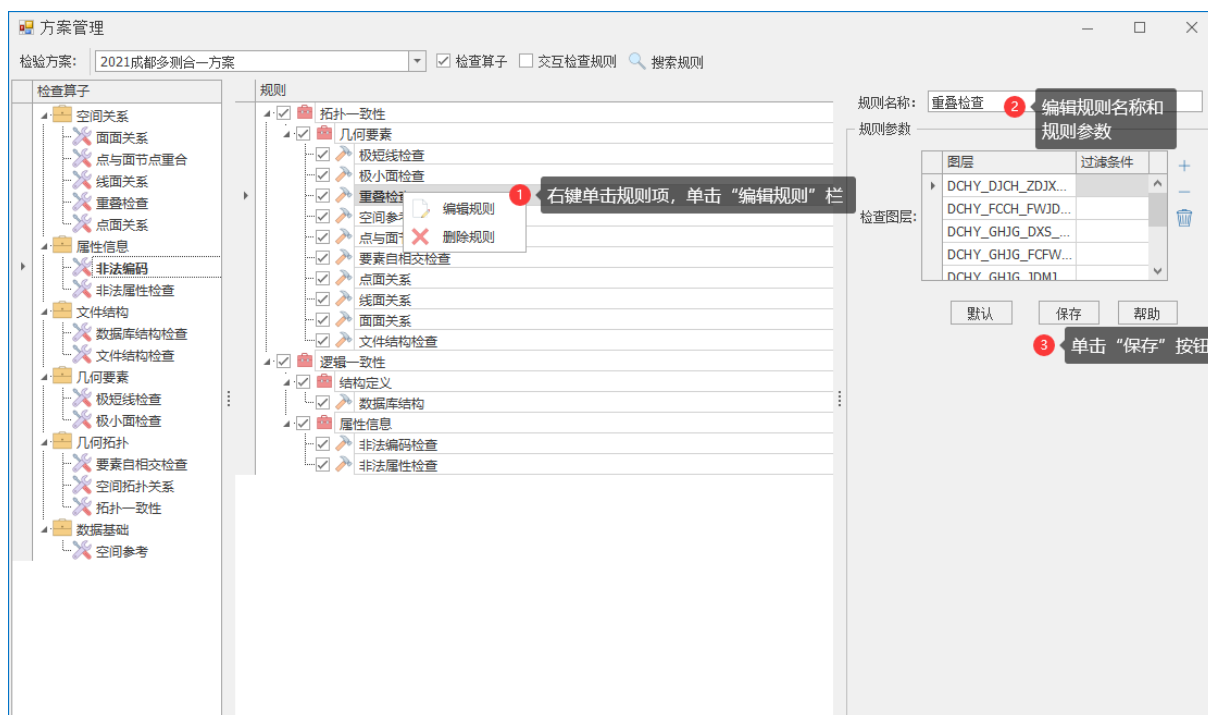 方案管理
检验方案: 2021成都多测合一方案 检查算子 交互检查规则 搜索规则
检查算子
空间关系
面面关系
点与面节点重合
线面关系
重叠检查
点面关系
属性信息
非法编码
非法属性检查
文件结构
数据库结构检查
文件结构检查
几何要素
极短线检查
极小面检查
几何拓扑
要素自相交检查
空间拓扑关系
拓扑一致性
数据基础
空间参考
规则
拓扑一致性
几何要素
极短线检查
极小面检查
重叠检查
空间参
点与面
要素自相交检查
点面关系
线面关系
面面关系
文件结构检查
逻辑一致性
结构定义
数据库结构
属性信息
非法编码检查
非法属性检查
编辑规则
删除规则
1 右键单击规则项，单击“编辑规则”栏
规则名称: 重叠检查
2 编辑规则名称和
规则参数
规则参数
图层 过滤条件
检查图层:
DCHY_DJCH_ZDJX...
DCHY_FCCH_FWJD...
DCHY_GHJG_DXS_...
DCHY_GHJG_FCFW...
DCHY_GHJG_JDMJ
默认 保存 帮助
3 单击“保存”按钮